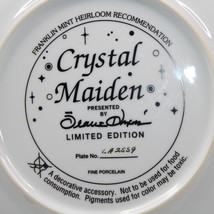 FRANKLIN MINT HEIRLOOM RECOMMENDATION
Crystal
Maiden®
PRESENTED
BY
LIMITED EDITION
Plate No.
FINE PORCELAIN
A decorative accessory. Not to be used for food
consumption. Pigments used for color may be toxic.